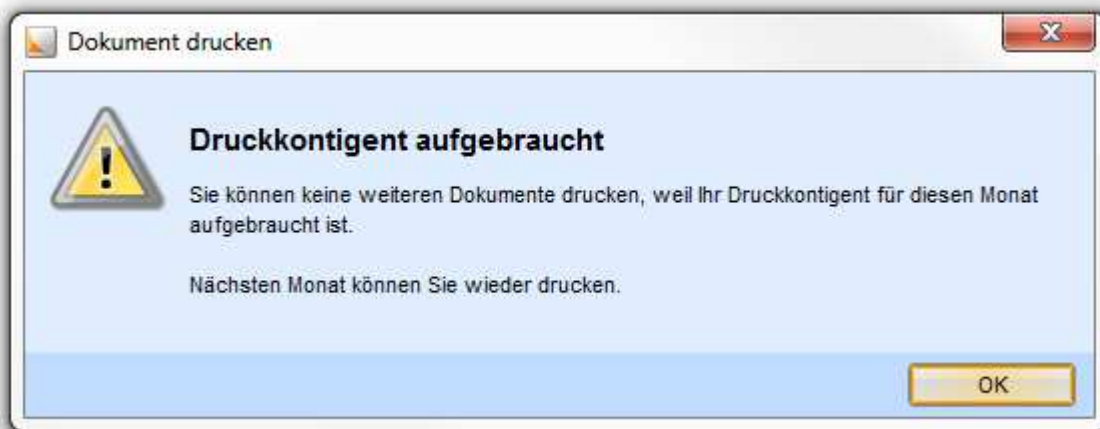 Dokument drucken
Druckkontigent aufgebraucht
Sie können keine weiteren Dokumente drucken, weil Ihr Druckkontigent für diesen Monat
aufgebraucht ist.
Nächsten Monat können Sie wieder drucken.
OK